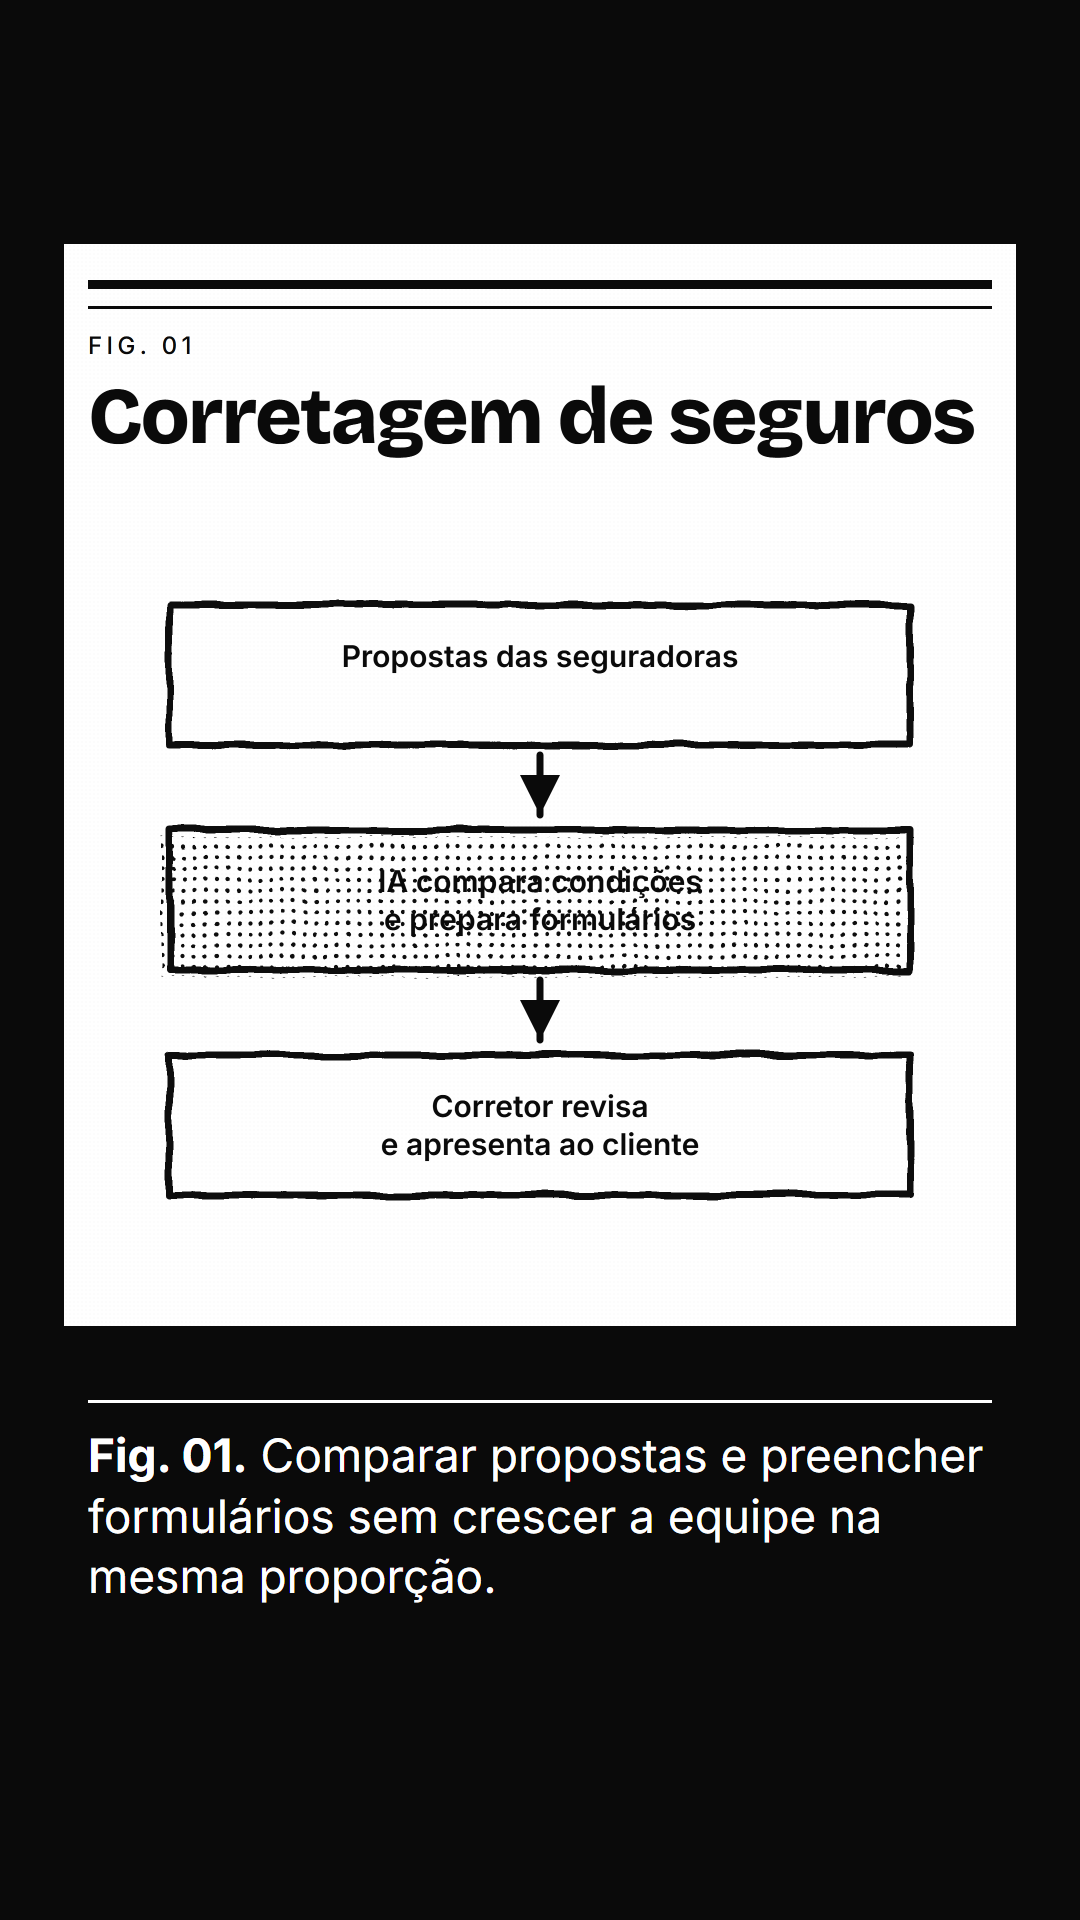 FIG. 01
Corretagem de seguros
Propostas das seguradoras
IA compara condições
e prepara formulários
Corretor revisa
e apresenta ao cliente
Fig. 01. Comparar propostas e preencher
formulários sem crescer a equipe na
mesma proporção.